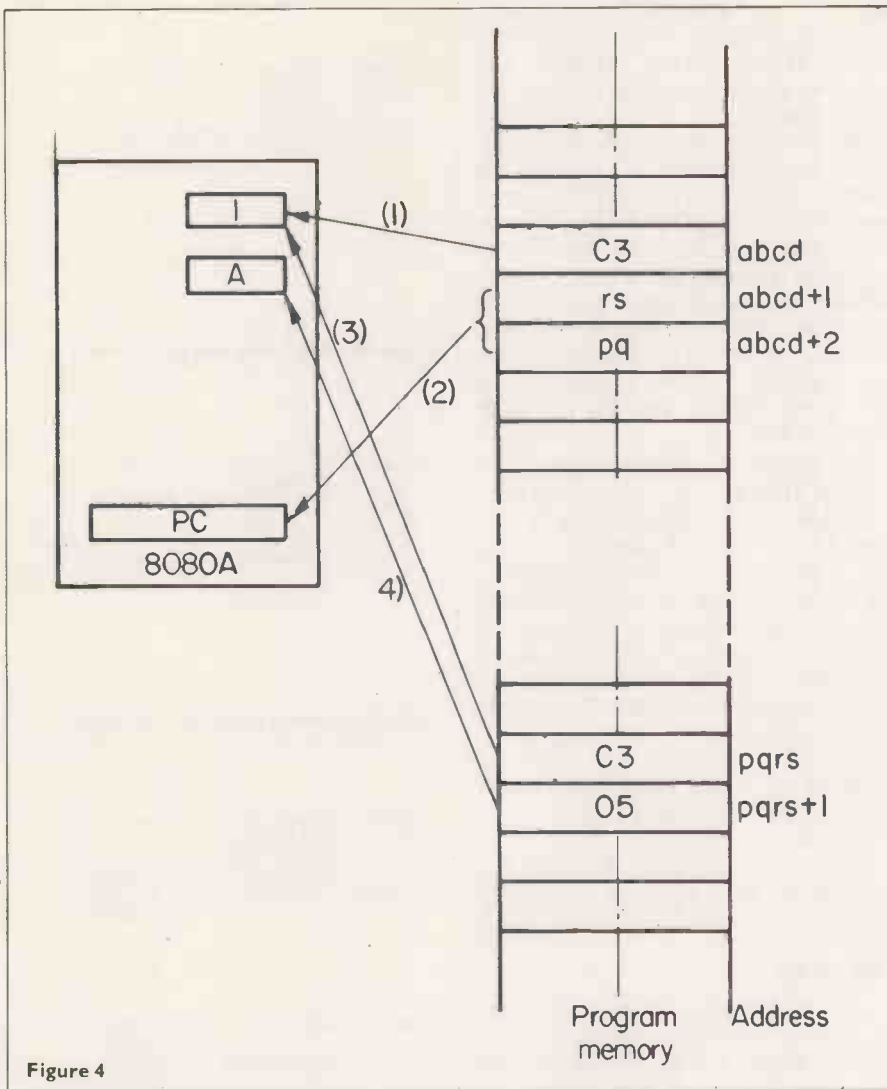 I
A
(1)
(3)
(2)
4)
PC
8080A
C3 abcd
rs abcd+1
pq abcd+2
C3 pqrs
05 pqrs+1
Program Address
memory
Figure 4